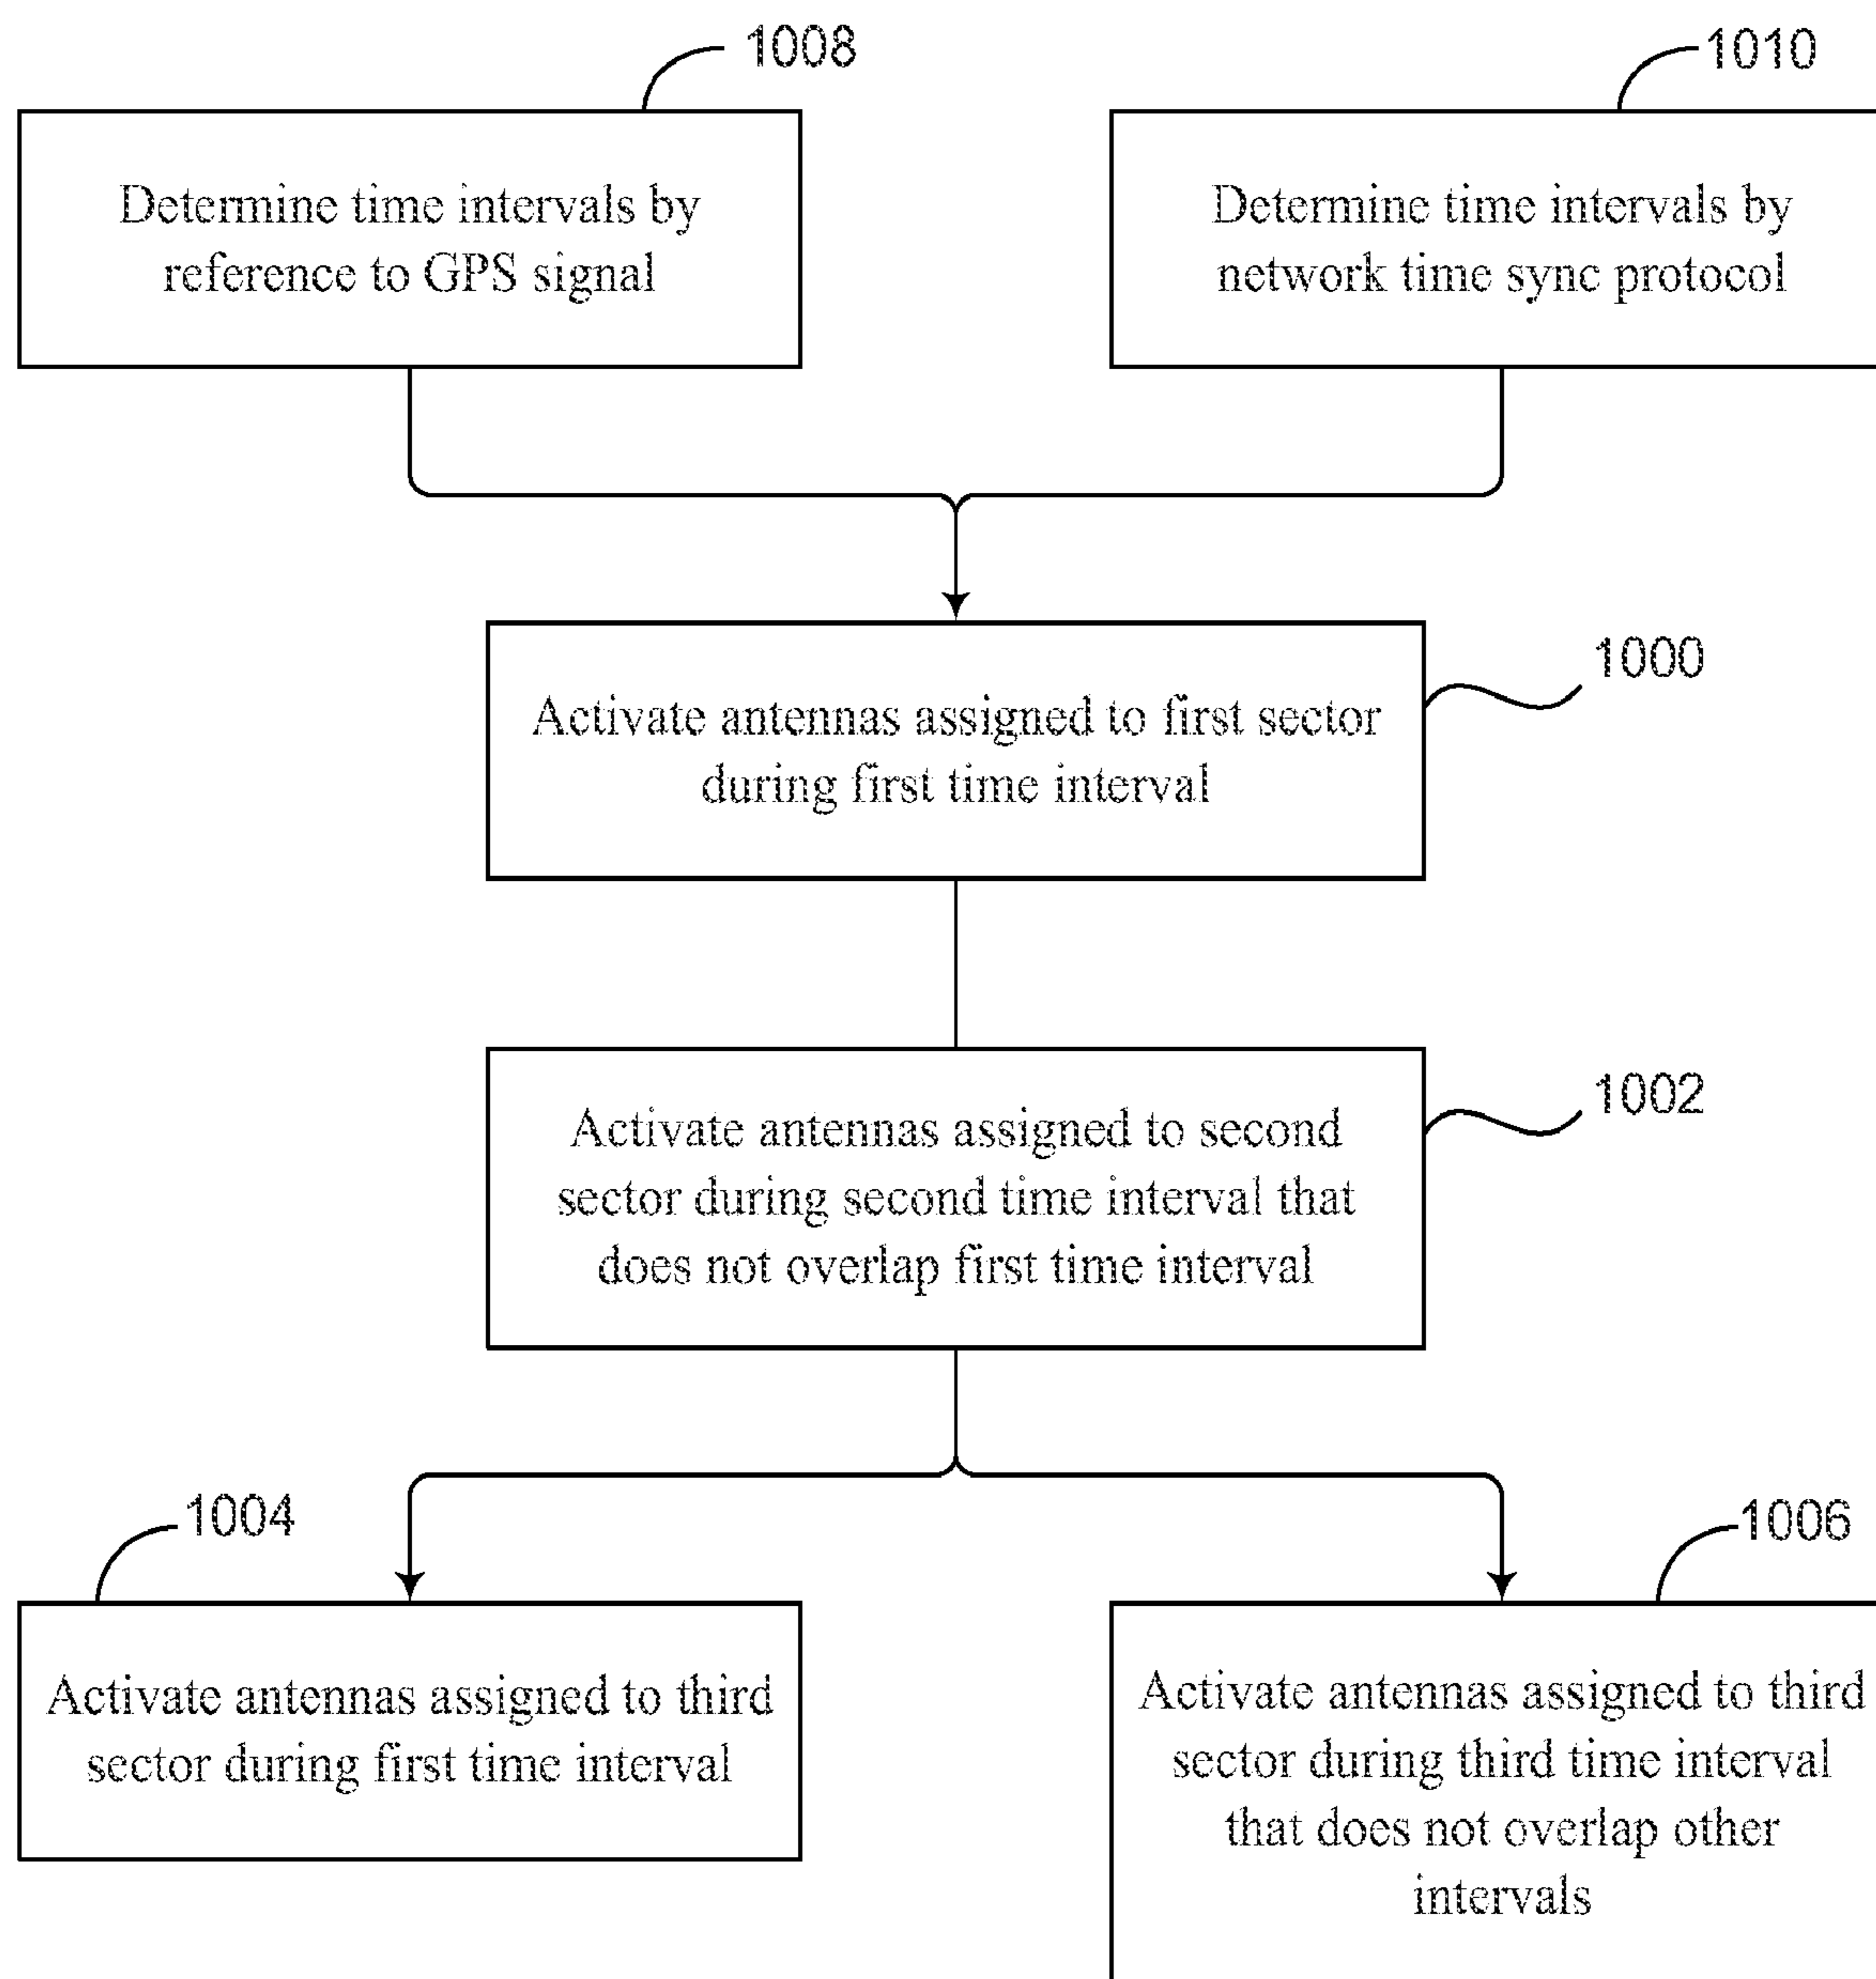 1008
1010
Determine time intervals by
reference to GPS signal
Determine time intervals by
network time sync protocol
1000
Activate antennas assigned to first sector
during first time interval
1002
Activate antennas assigned to second
sector during second time interval that
does not overlap first time interval
1004
1006
Activate antennas assigned to third
sector during first time interval
Activate antennas assigned to third
sector during third time interval
that does not overlap other
intervals